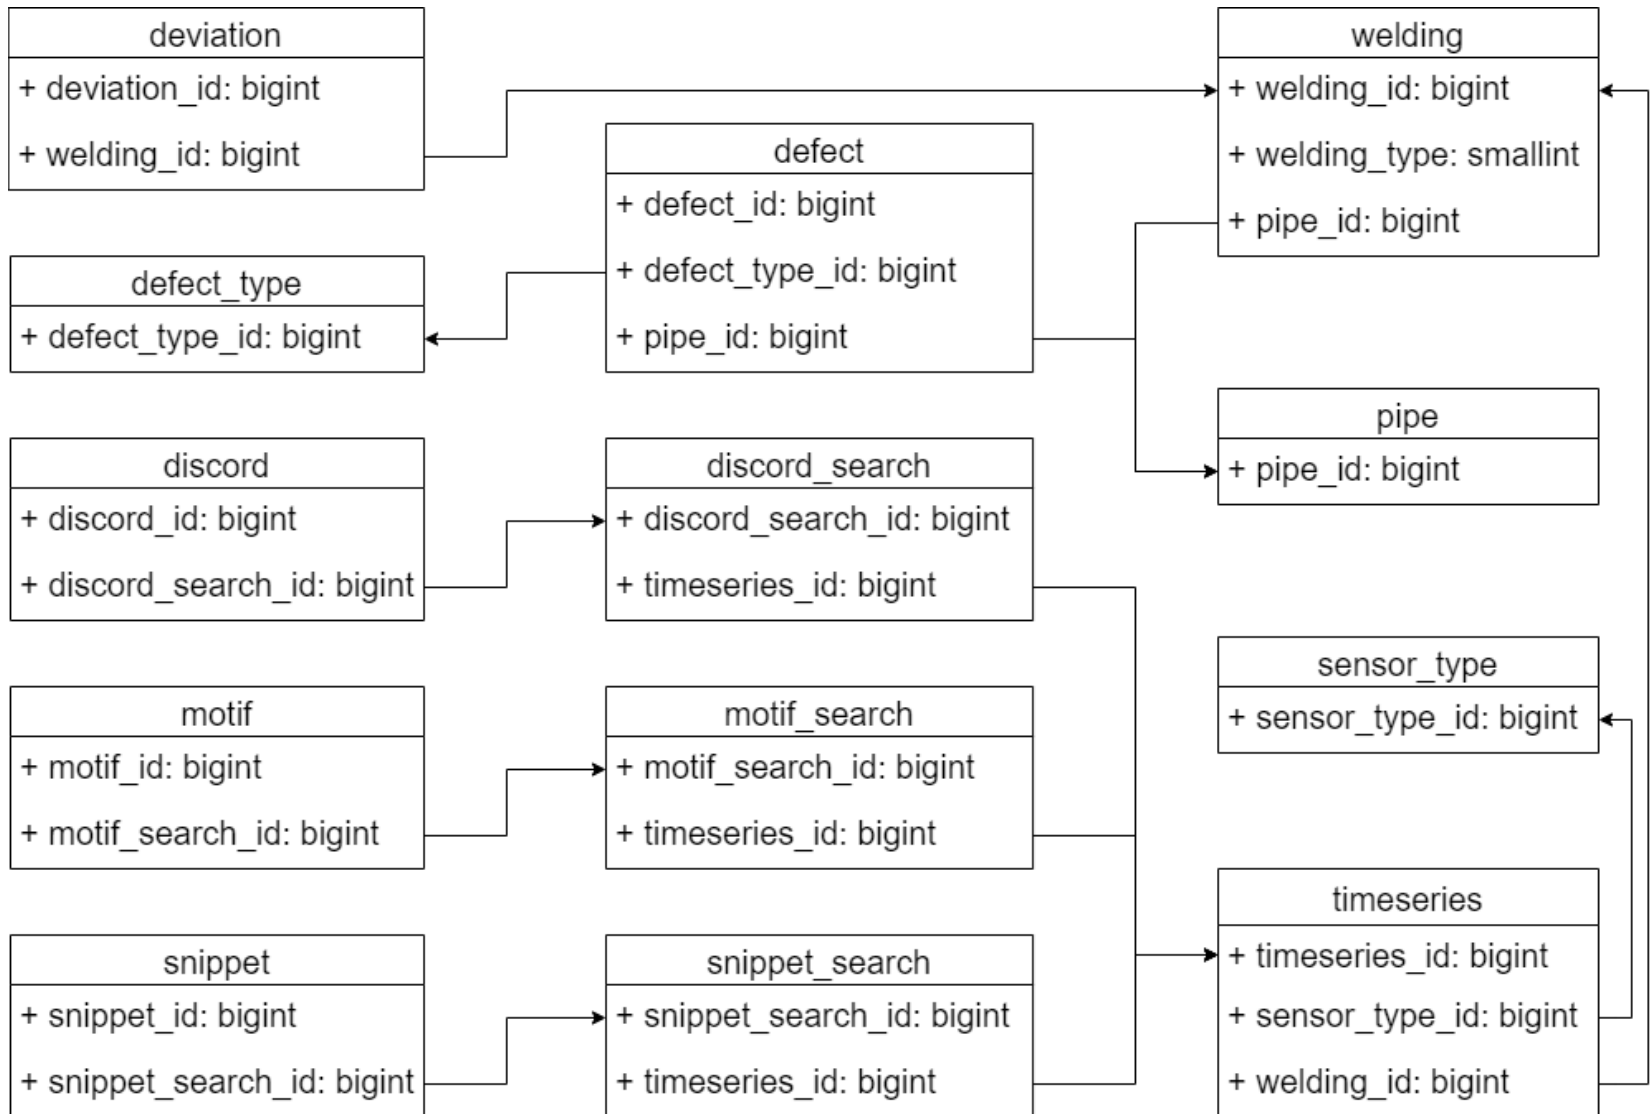 deviation
+ deviation_id: bigint
+ welding_id: bigint
welding
+ welding_id: bigint
+ welding_type: smallint
+ pipe_id: bigint
defect
+ defect_id: bigint
+ defect_type_id: bigint
+ pipe_id: bigint
defect_type
+ defect_type_id: bigint
pipe
+ pipe_id: bigint
discord
+ discord_id: bigint
+ discord_search_id: bigint
discord_search
+ discord_search_id: bigint
+ timeseries_id: bigint
sensor_type
+ sensor_type_id: bigint
motif
+ motif_id: bigint
+ motif_search_id: bigint
motif_search
+ motif_search_id: bigint
+ timeseries_id: bigint
timeseries
+ timeseries_id: bigint
+ sensor_type_id: bigint
+ welding_id: bigint
snippet
+ snippet_id: bigint
+ snippet_search_id: bigint
snippet_search
+ snippet_search_id: bigint
+ timeseries_id: bigint